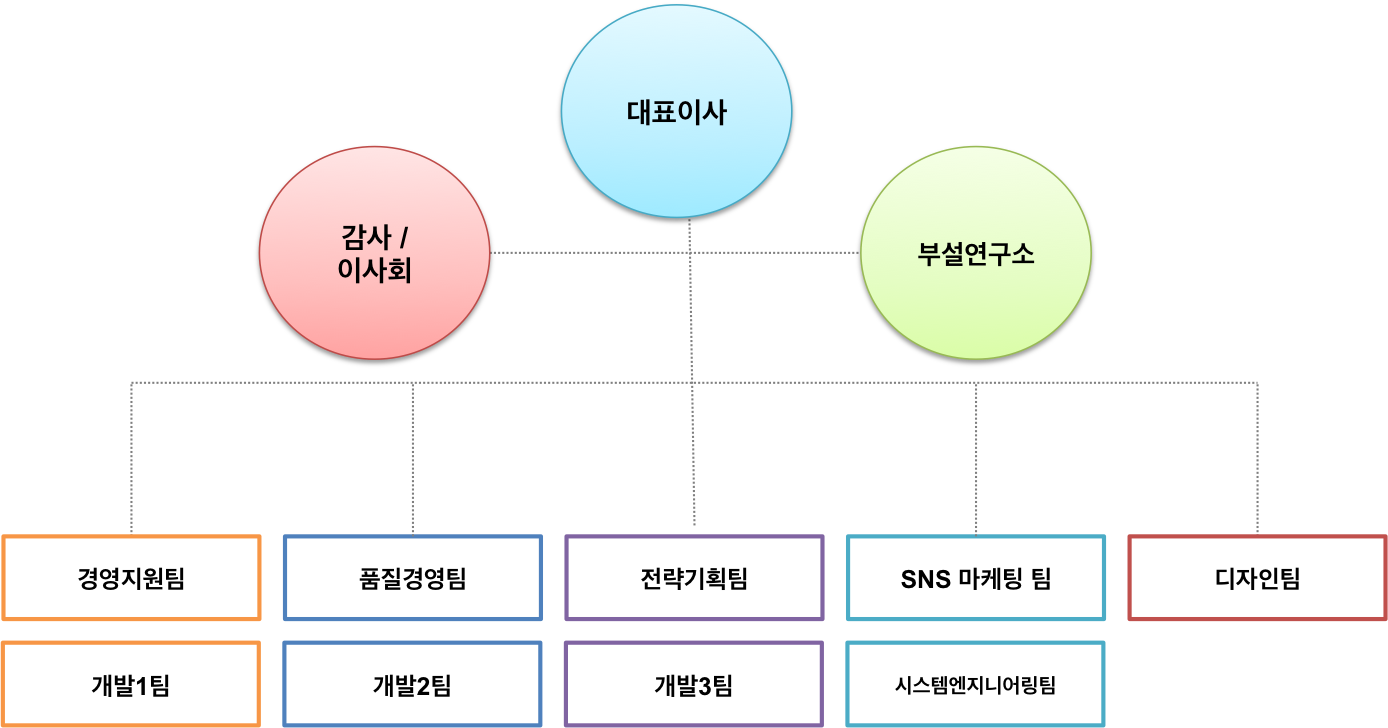 대표이사
감사 /
이사회
부설연구소
경영지원팀
품질경영팀
전략기획팀
SNS 마케팅 팀
디자인팀
개발1팀
개발2팀
개발3팀
시스템엔지니어링팀